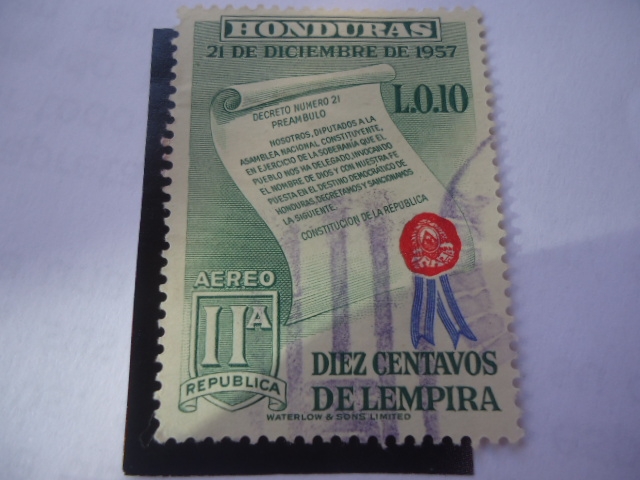 HONDURAS
21 DE DICIEMBRE DE 1957
L.0.10
DECRETO NUMERO 21
PREAMBULO
NOSOTROS, DIPUTADOS A LA
ASAMBLEA NACIONAL CONSTITUYENTE,
EN EJERCICIO DE LA SOBERANIA QUE EL
PUEBLO NOS HA DELEGADO, INVOCANDO
EL NOMBRE DE DIOS Y CON NUESTRA FE
PUESTA EN EL DESTINO DEMOCRÁTICO DE
HONDURAS, DECRETAMOS Y SANCIONAMOS
LA SIGUIENTE.
CONSTITUCION DE LA REPUBLICA
AEREO
IIA
REPUBLICA
DIEZ CENTAVOS
DE LEMPIRA
WATERLOW & SONS LIMITED